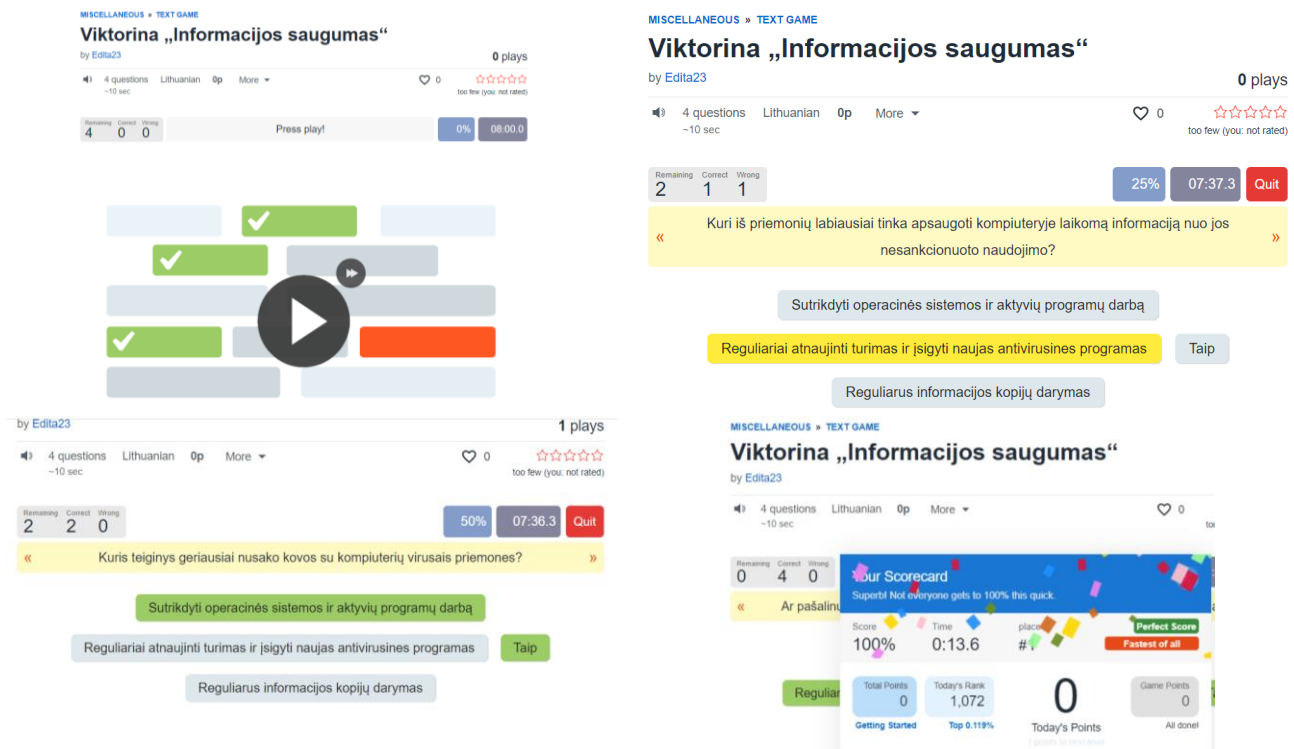 MISCELLANEOUS » TEXT GAME
Viktorina „Informacijos saugumas“
by Edita23
0 plays
4 questions Lithuanian 0p More
0
~10 sec
too few (you: not rated)
Remaining Correct Wrong
4 0 0
Press play!
0% 08:00.0
MISCELLANEOUS » TEXT GAME
Viktorina „Informacijos saugumas“
by Edita23
0 plays
4 questions Lithuanian 0p More
0
~10 sec
too few (you: not rated)
Remaining Correct Wrong
2 1 1
25% 07:37.3 Quit
« Kuri iš priemonių labiausiai tinka apsaugoti kompiuteryje laikomą informaciją nuo jos »
nesankcionuoto naudojimo?
Sutrikdyti operacinės sistemos ir aktyvių programų darbą
Reguliariai atnaujinti turimas ir įsigyti naujas antivirusines programas Taip
Reguliarus informacijos kopijų darymas
by Edita23
1 plays
4 questions Lithuanian 0p More
0
~10 sec
too few (you: not rated)
Remaining Correct Wrong
2 2 0
50% 07:36.3 Quit
« Kuris teiginys geriausiai nusako kovos su kompiuterių virusais priemones? »
Sutrikdyti operacinės sistemos ir aktyvių programų darbą
Reguliariai atnaujinti turimas ir įsigyti naujas antivirusines programas Taip
Reguliarus informacijos kopijų darymas
MISCELLANEOUS » TEXT GAME
Viktorina „Informacijos saugumas“
by Edita23
4 questions Lithuanian 0p More
0
~10 sec
Remaining Correct Wrong
0 4 0
« Ar pašalinu
Reguliar
Your Scorecard
Superb! Not everyone gets to 100% this quick.
Score Time place
100% 0:13.6
Perfect Score
Fastest of all
Total Points
0
Getting Started
Today's Rank
1,072
Top 0.119%
0
Today's Points
Game Points
0
All done!